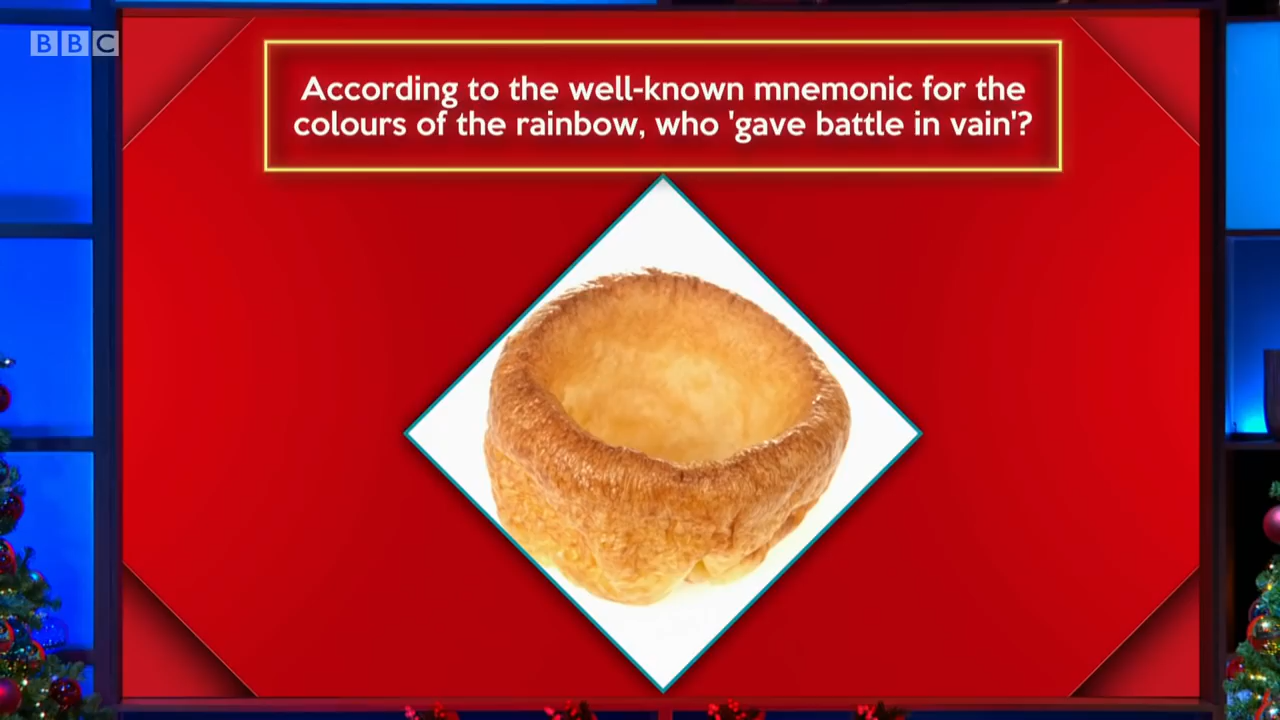 BBC
According to the well-known mnemonic for the
colours of the rainbow, who 'gave battle in vain'?